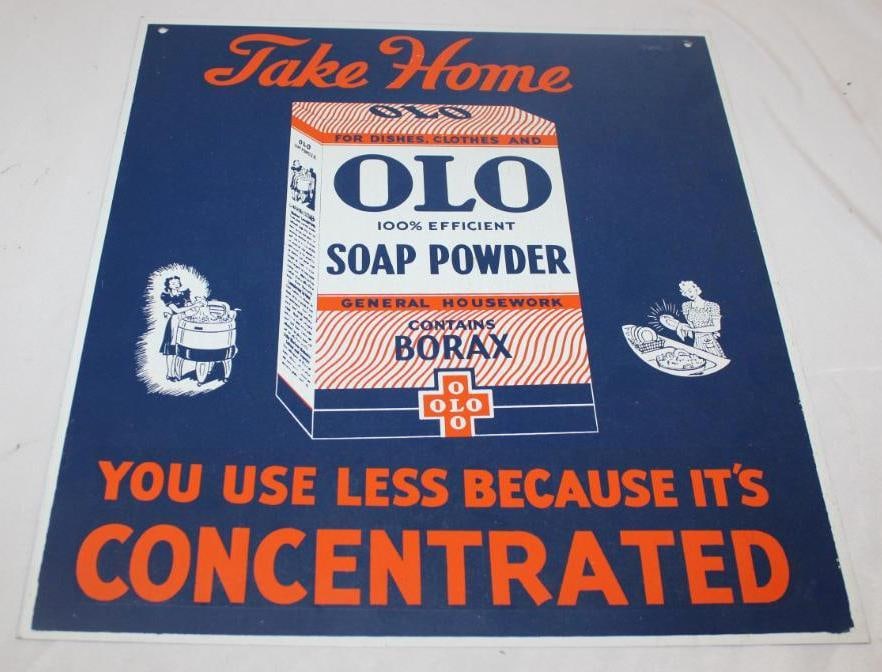 Take Home
OLO
FOR DISHES, CLOTHES AND
OLO
OLO
100% EFFICIENT
SOAP POWDER
GENERAL HOUSEWORK
CONTAINS
BORAX
O
OLO
O
YOU USE LESS BECAUSE IT'S
CONCENTRATED